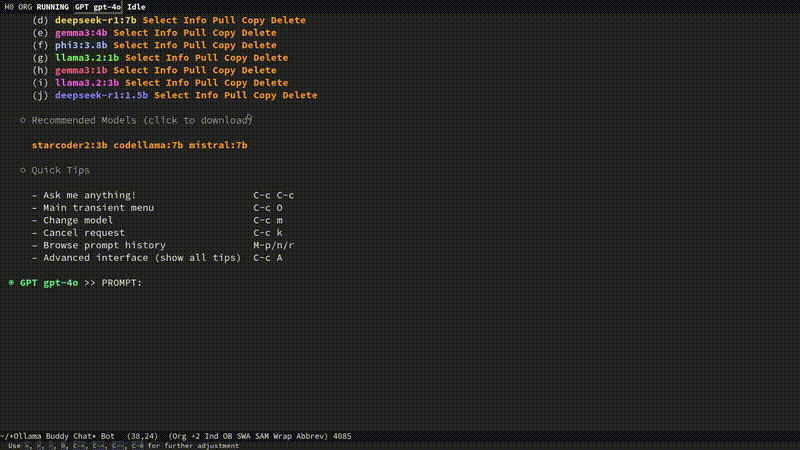 H0 ORG RUNNING GPT gpt-4o Idle
(d) deepseek-r1:7b Select Info Pull Copy Delete
(e) gemma3:4b Select Info Pull Copy Delete
(f) phi3:3.8b Select Info Pull Copy Delete
(g) llama3.2:1b Select Info Pull Copy Delete
(h) gemma3:1b Select Info Pull Copy Delete
(i) llama3.2:3b Select Info Pull Copy Delete
(j) deepseek-r1:1.5b Select Info Pull Copy Delete
○ Recommended Models (click to download)
starcoder2:3b codellama:7b mistral:7b
○ Quick Tips
– Ask me anything! C-c C-c
– Main transient menu C-c O
– Change model C-c m
– Cancel request C-c k
– Browse prompt history M-p/n/r
– Advanced interface (show all tips) C-c A
GPT gpt-4o >> PROMPT:
~/*Ollama Buddy Chat* Bot (38,24) (Org +2 Ind OB SWA SAM Wrap Abbrev) 4085
Use for further adjustment